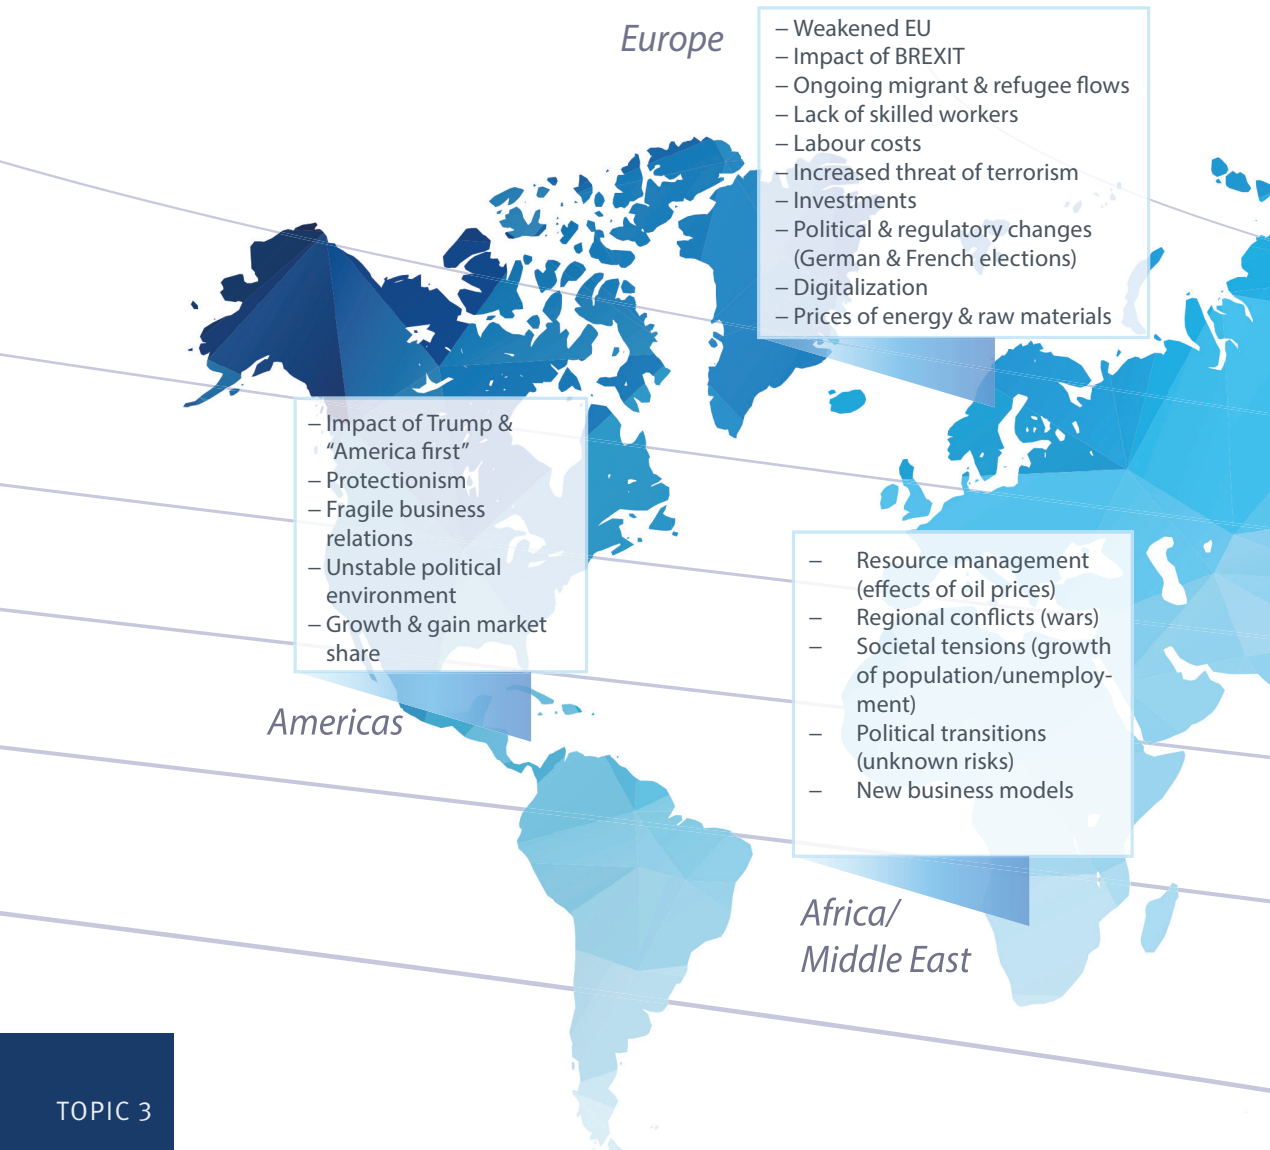 Europe
– Weakened EU
– Impact of BREXIT
– Ongoing migrant & refugee flows
– Lack of skilled workers
– Labour costs
– Increased threat of terrorism
– Investments
– Political & regulatory changes
(German & French elections)
– Digitalization
– Prices of energy & raw materials
– Impact of Trump &
“America first”
– Protectionism
– Fragile business
relations
– Unstable political
environment
– Growth & gain market
share
Americas
– Resource management
(effects of oil prices)
– Regional conflicts (wars)
– Societal tensions (growth
of population/unemploy-
ment)
– Political transitions
(unknown risks)
– New business models
Africa/
Middle East
TOPIC 3